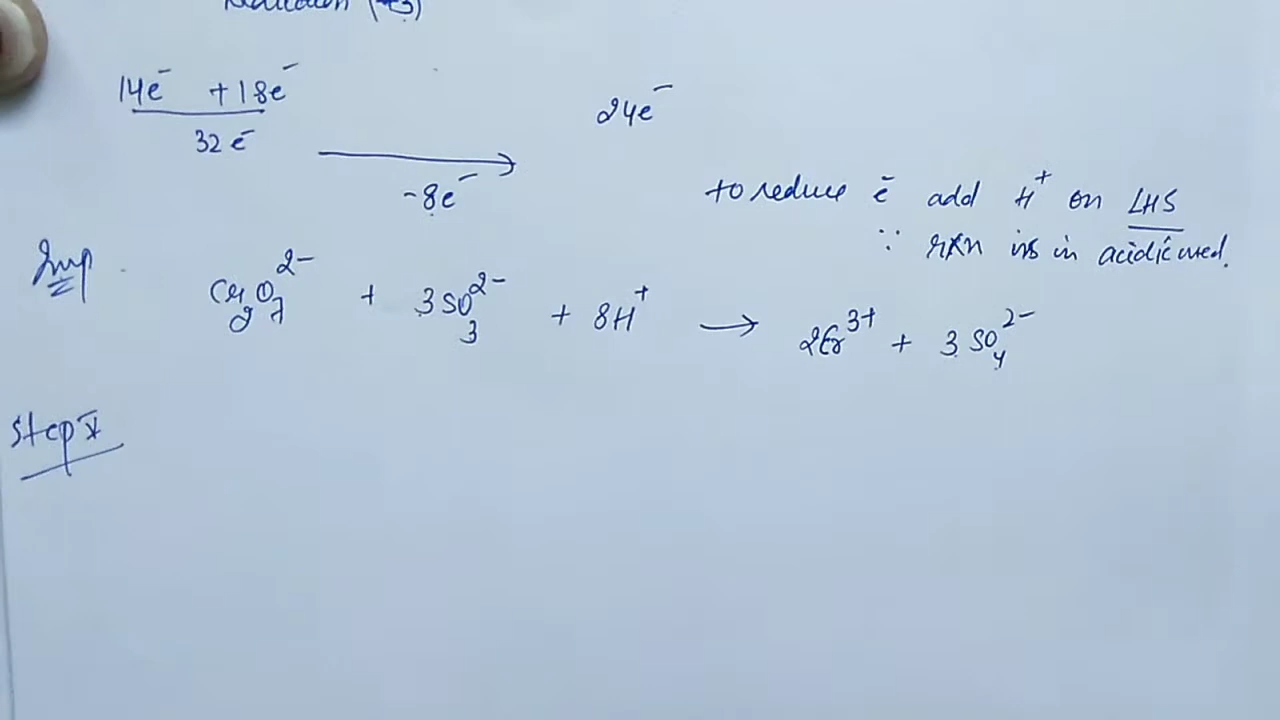 14e⁻ + 18e⁻ 24e⁻
32e⁻
-8e⁻
to reduce e⁻ add H⁺ on LHS
∵ rxn is in acidic med.
Imp
Cr₂O₇²⁻ + 3SO₃²⁻ + 8H⁺ → 2Cr³⁺ + 3SO₄²⁻
Step V